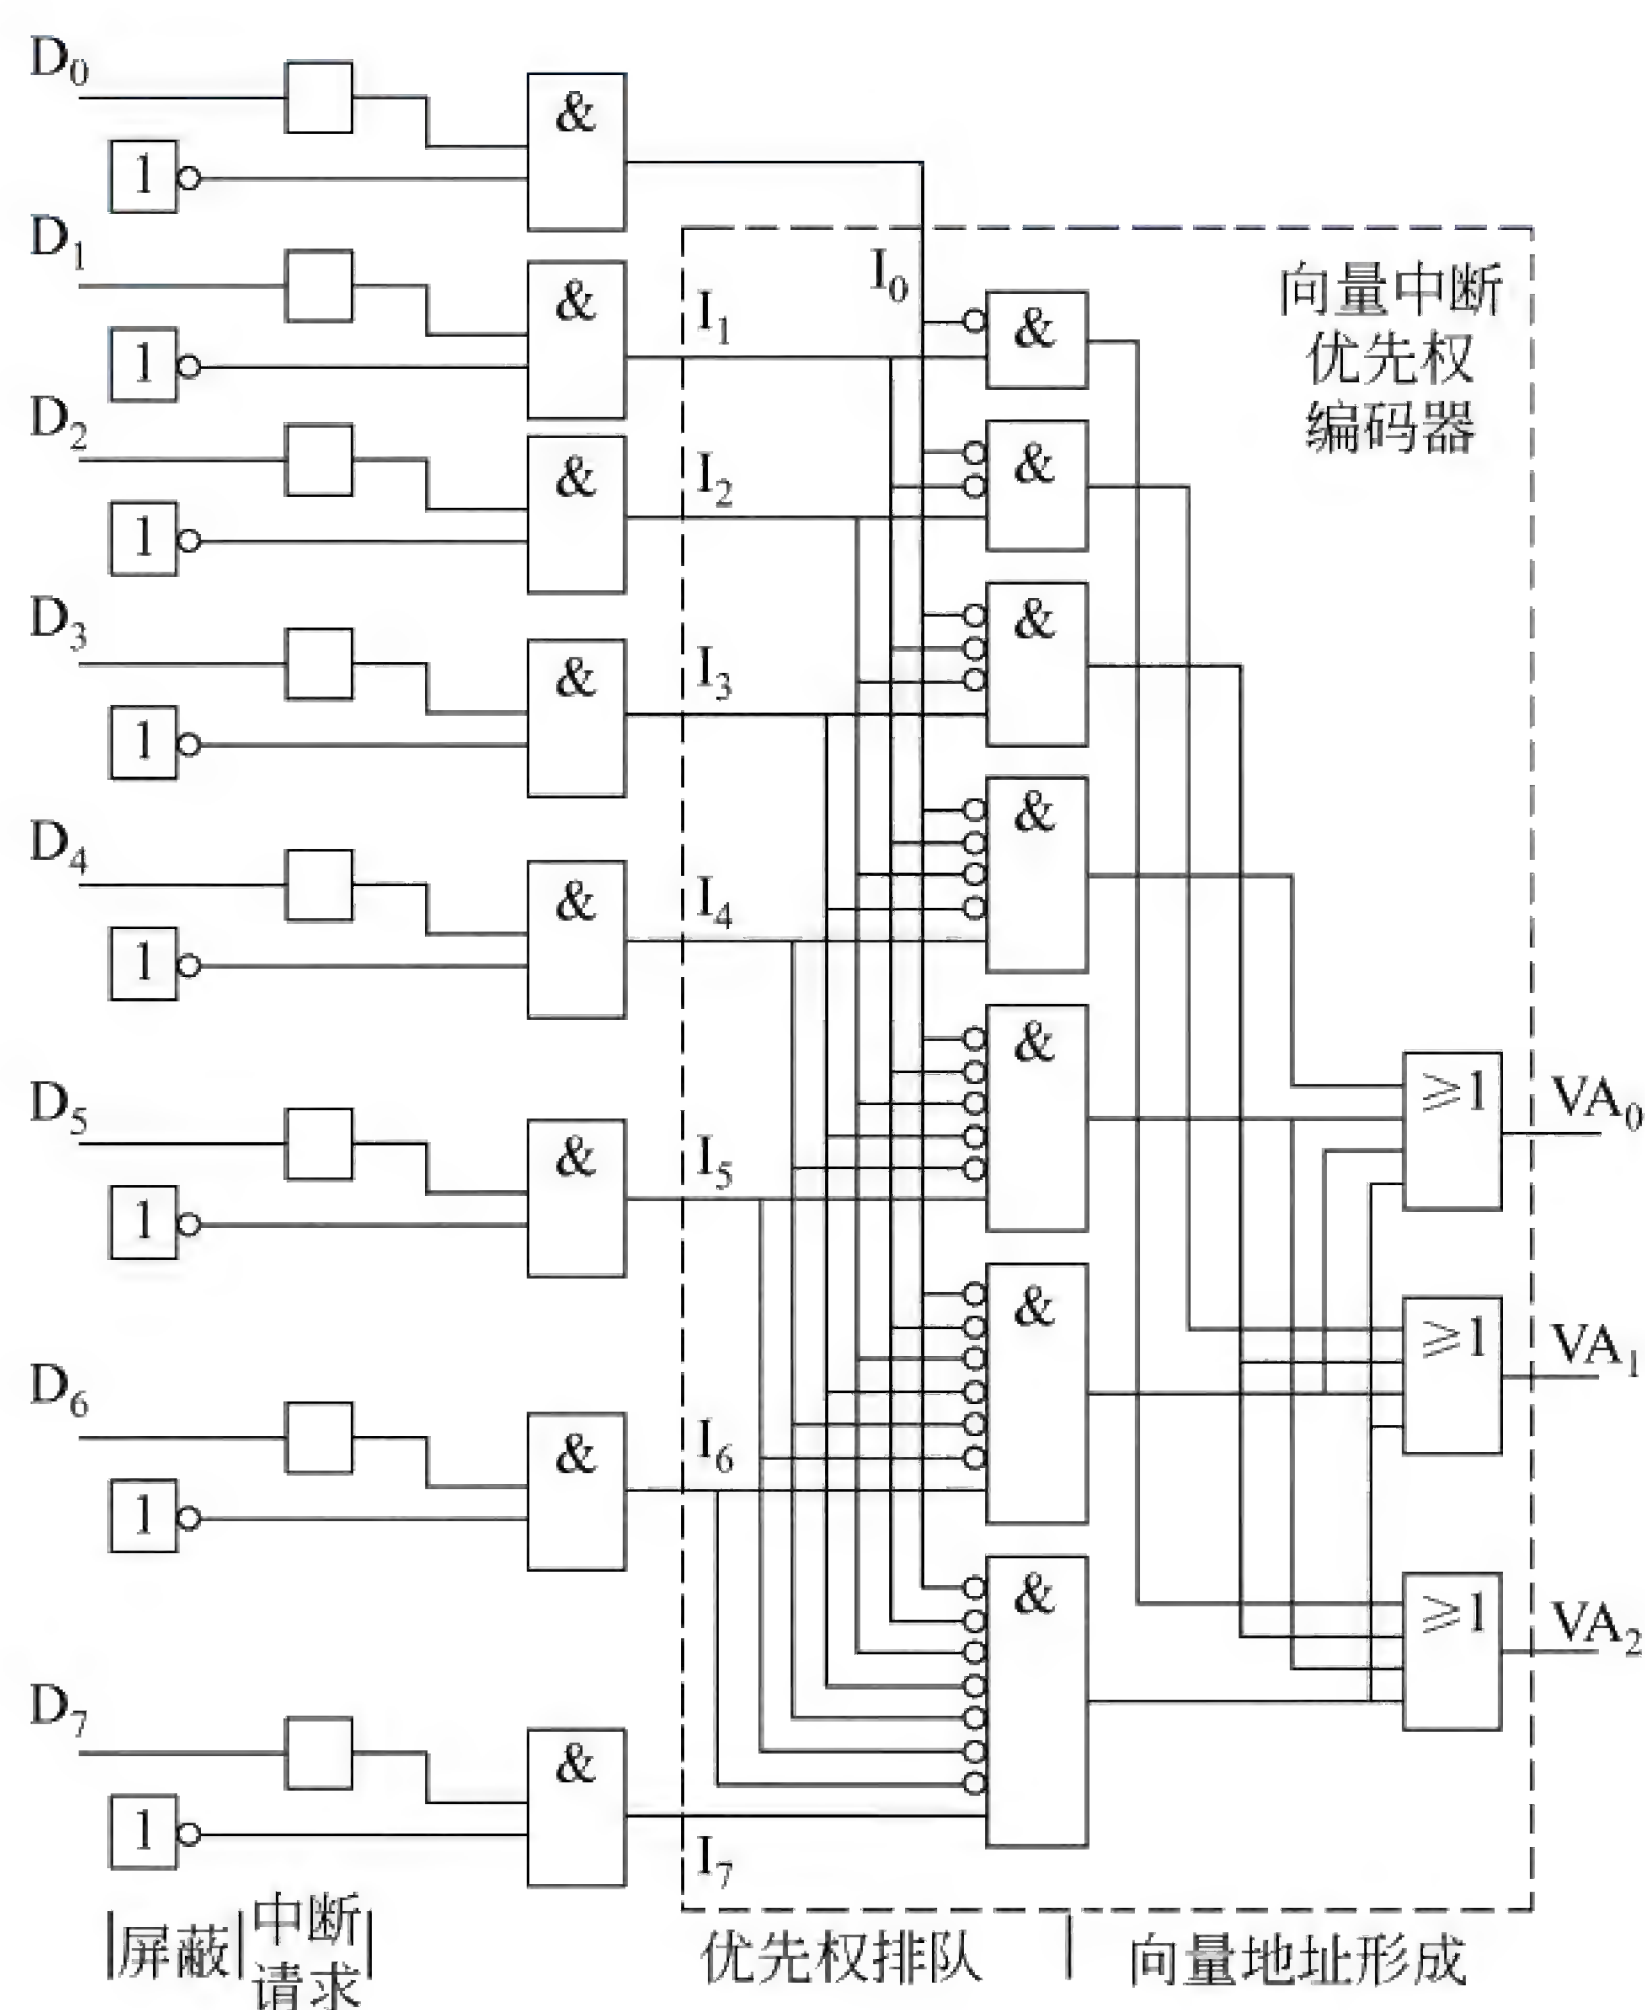 D₀
1
&
D₁
1
&
D₂
1
&
D₃
1
&
D₄
1
&
D₅
1
&
D₆
1
&
D₇
1
&
I₀
I₁
I₂
I₃
I₄
I₅
I₆
I₇
&
&
&
&
&
&
&
向量中断
优先权
编码器
≥1
VA₀
≥1
VA₁
≥1
VA₂
屏蔽
中断
请求
优先权排队
向量地址形成